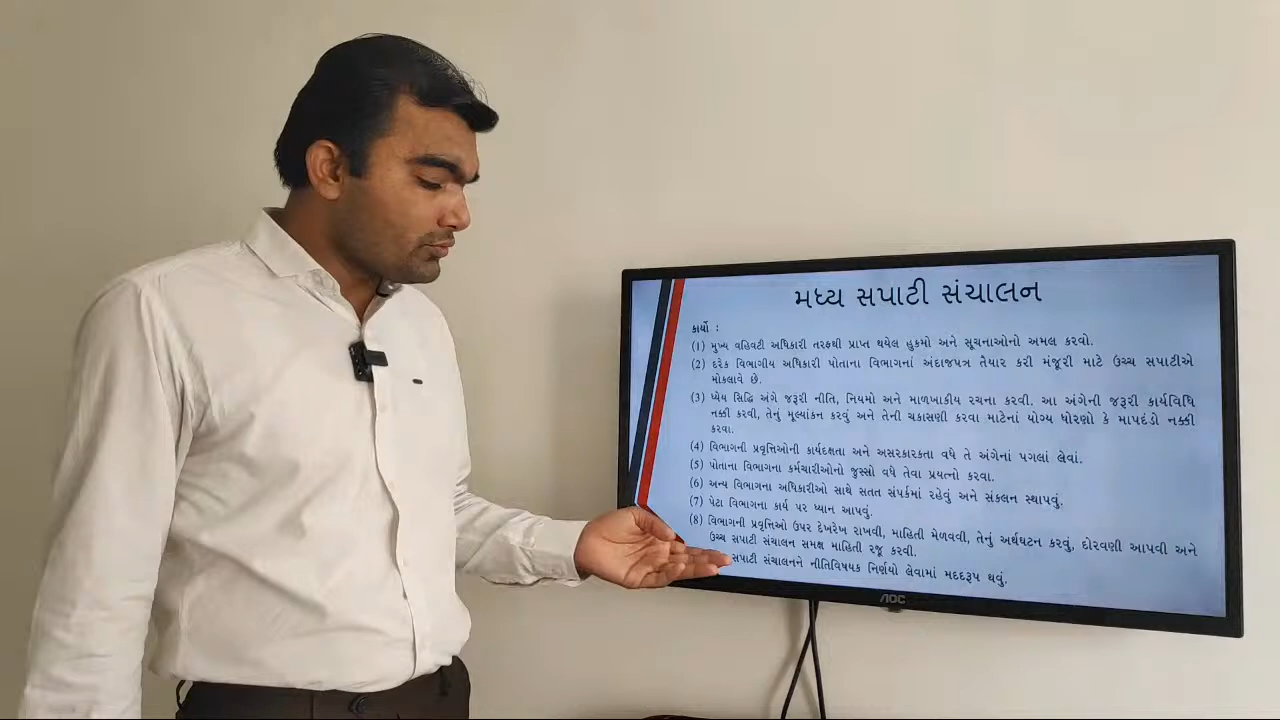 મધ્ય સપાટી સંચાલન
કાર્યો :
(1) મુખ્ય વહિવટી અધિકારી તરફથી પ્રાપ્ત થયેલ હુકમો અને સૂચનાઓનો અમલ કરવો.
(2) દરેક વિભાગીય અધિકારી પોતાના વિભાગનાં અંદાજપત્ર તૈયાર કરી મંજૂરી માટે ઉચ્ચ સપાટીએ
મોકલાવે છે.
(3) ધ્યેય સિદ્ધિ અંગે જરૂરી નીતિ, નિયમો અને માળખાકીય રચના કરવી. આ અંગેની જરૂરી કાર્યવિધિ
નક્કી કરવી, તેનું મૂલ્યાંકન કરવું અને તેની ચકાસણી કરવા માટેનાં યોગ્ય ધોરણો કે માપદંડો નક્કી
કરવા.
(4) વિભાગની પ્રવૃત્તિઓની કાર્યદક્ષતા અને અસરકારકતા વધે તે અંગેનાં પગલાં લેવાં.
(5) પોતાના વિભાગના કર્મચારીઓનો જુસ્સો વધે તેવા પ્રયત્નો કરવા.
(6) અન્ય વિભાગના અધિકારીઓ સાથે સતત સંપર્કમાં રહેવું અને સંકલન સ્થાપવું.
(7) પેટા વિભાગના કાર્ય પર ધ્યાન આપવું.
(8) વિભાગની પ્રવૃત્તિઓ ઉપર દેખરેખ રાખવી, માહિતી મેળવવી, તેનું અર્થઘટન કરવું, દોરવણી આપવી અને
ઉચ્ચ સપાટી સંચાલન સમક્ષ માહિતી રજૂ કરવી.
સપાટી સંચાલનને નીતિવિષયક નિર્ણયો લેવામાં મદદરૂપ થવું.
AOC